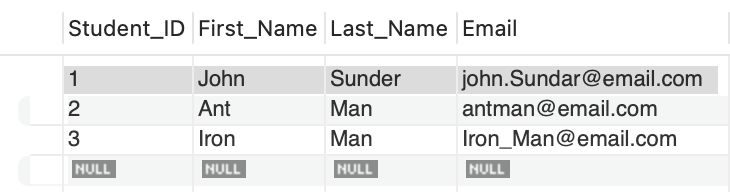 Student_ID First_Name Last_Name Email
1 John Sunder john.Sundar@email.com
2 Ant Man antman@email.com
3 Iron Man Iron_Man@email.com
NULL NULL NULL NULL